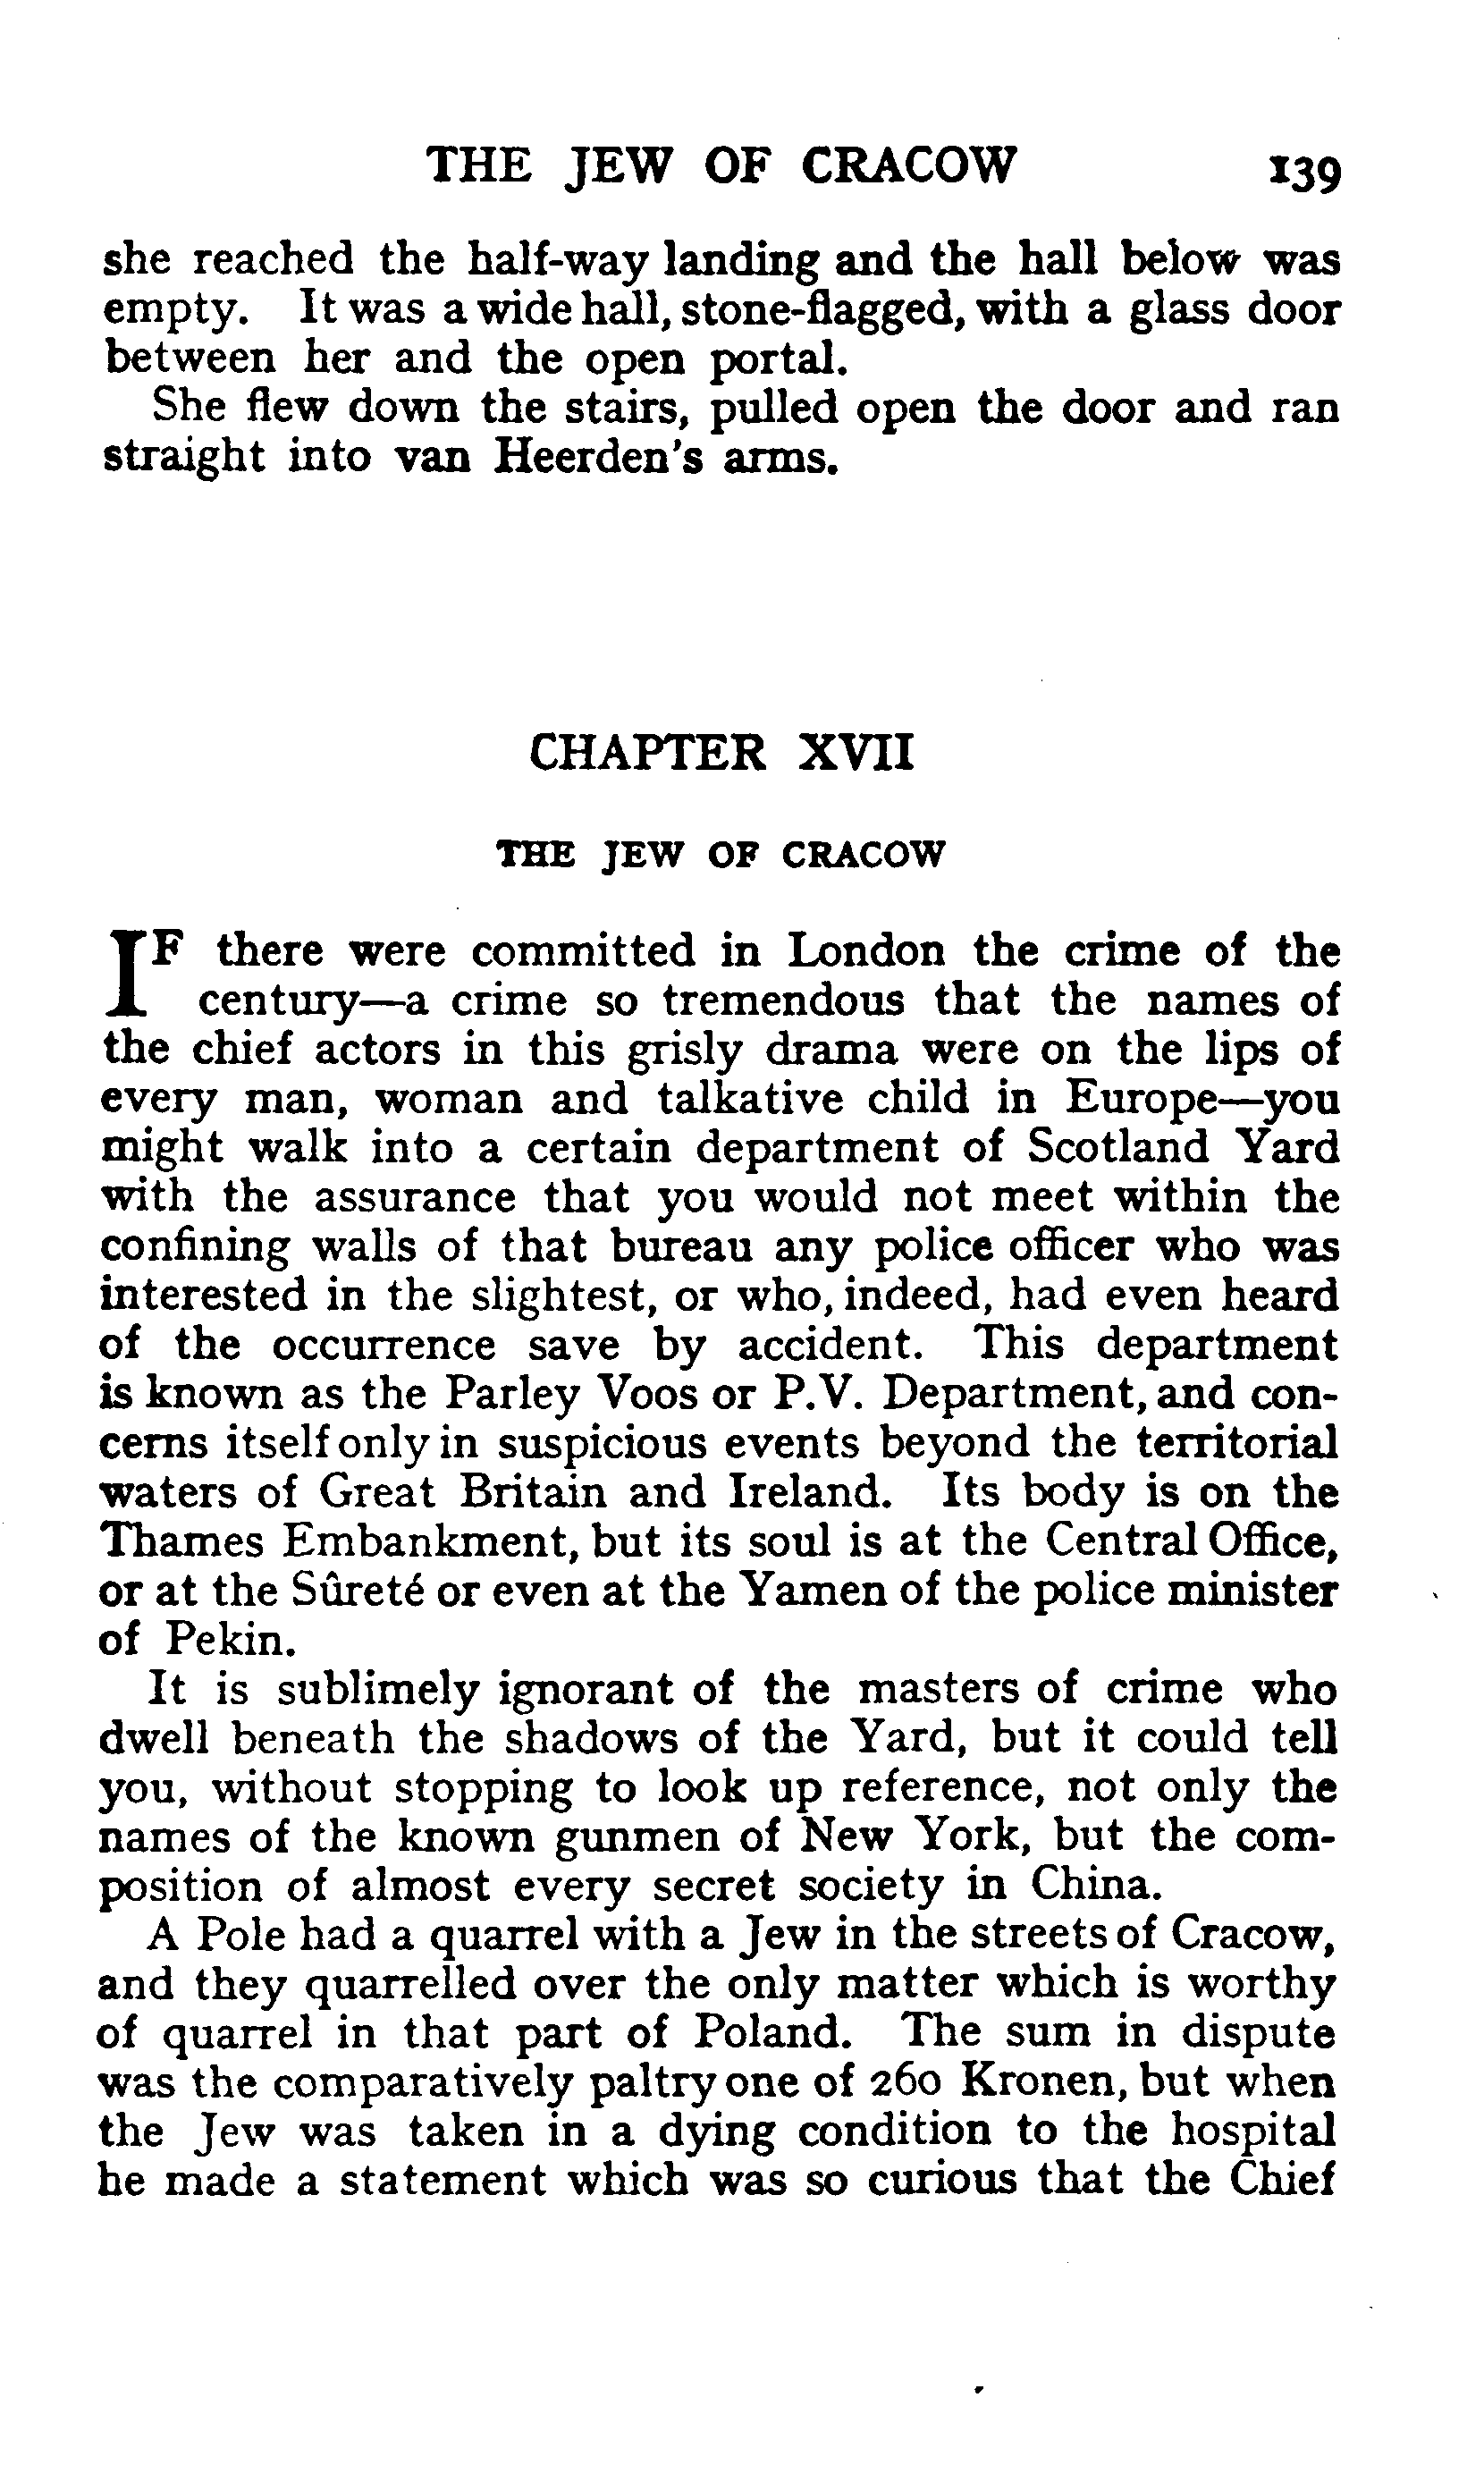 THE JEW OF CRACOW 139
she reached the half-way landing and the hall below was
empty. It was a wide hall, stone-flagged, with a glass door
between her and the open portal.
She flew down the stairs, pulled open the door and ran
straight into van Heerden's arms.
CHAPTER XVII
THE JEW OF CRACOW
IF there were committed in London the crime of the
century—a crime so tremendous that the names of
the chief actors in this grisly drama were on the lips of
every man, woman and talkative child in Europe—you
might walk into a certain department of Scotland Yard
with the assurance that you would not meet within the
confining walls of that bureau any police officer who was
interested in the slightest, or who, indeed, had even heard
of the occurrence save by accident. This department
is known as the Parley Voos or P.V. Department, and con-
cerns itself only in suspicious events beyond the territorial
waters of Great Britain and Ireland. Its body is on the
Thames Embankment, but its soul is at the Central Office,
or at the Sûreté or even at the Yamen of the police minister
of Pekin.
It is sublimely ignorant of the masters of crime who
dwell beneath the shadows of the Yard, but it could tell
you, without stopping to look up reference, not only the
names of the known gunmen of New York, but the com-
position of almost every secret society in China.
A Pole had a quarrel with a Jew in the streets of Cracow,
and they quarrelled over the only matter which is worthy
of quarrel in that part of Poland. The sum in dispute
was the comparatively paltry one of 260 Kronen, but when
the Jew was taken in a dying condition to the hospital
he made a statement which was so curious that the Chief